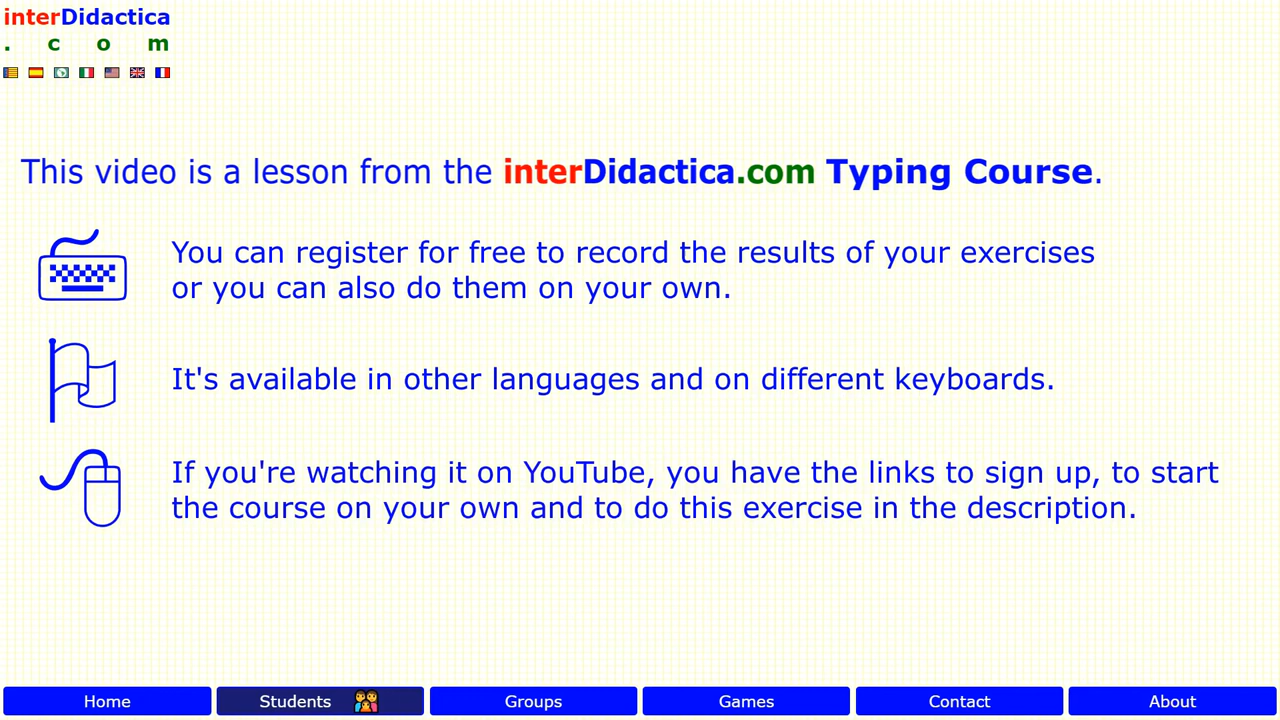 interDidactica
. c o m
This video is a lesson from the interDidactica.com Typing Course.
You can register for free to record the results of your exercises
or you can also do them on your own.
It's available in other languages and on different keyboards.
If you're watching it on YouTube, you have the links to sign up, to start
the course on your own and to do this exercise in the description.
Home Students Groups Games Contact About